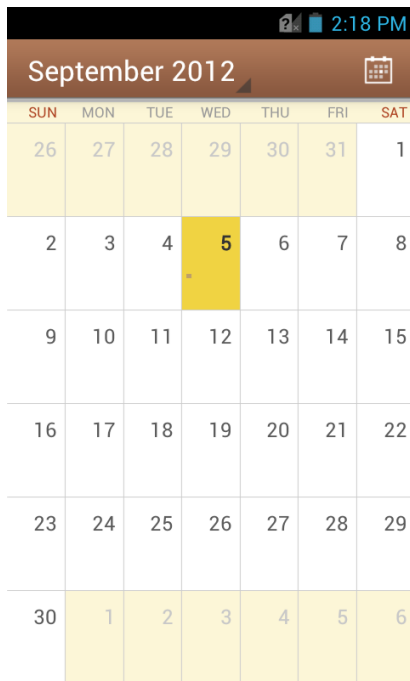 2:18 PM
September 2012
SUN MON TUE WED THU FRI SAT
26 27 28 29 30 31 1
2 3 4 5 6 7 8
9 10 11 12 13 14 15
16 17 18 19 20 21 22
23 24 25 26 27 28 29
30 1 2 3 4 5 6